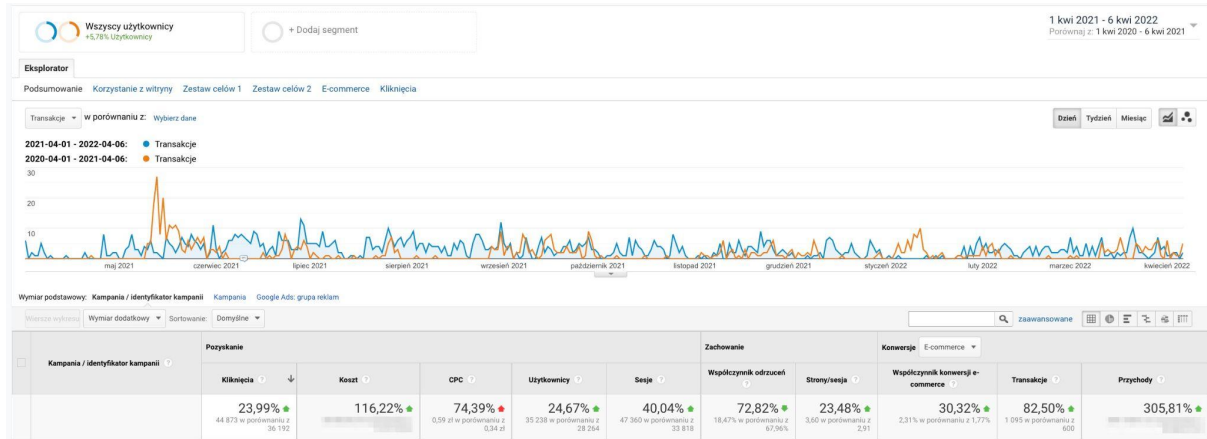 Wszyscy użytkownicy
+5,78% Użytkownicy
+ Dodaj segment
1 kwi 2021 - 6 kwi 2022
Porównaj z: 1 kwi 2020 - 6 kwi 2021
Eksplorator
Podsumowanie Korzystanie z witryny Zestaw celów 1 Zestaw celów 2 E-commerce Kliknięcia
Transakcje w porównaniu z: Wybierz dane
Dzień Tydzień Miesiąc
2021-04-01 - 2022-04-06: Transakcje
2020-04-01 - 2021-04-06: Transakcje
30
20
10
maj 2021 czerwiec 2021 lipiec 2021 sierpień 2021 wrzesień 2021 październik 2021 listopad 2021 grudzień 2021 styczeń 2022 luty 2022 marzec 2022 kwiecień 2022
Wymiar podstawowy: Kampania / identyfikator kampanii Kampania Google Ads: grupa reklam
Wiersze wykresu Wymiar dodatkowy Sortowanie: Domyślne zaawansowane
Kampania / identyfikator kampanii ?
Pozyskanie Zachowanie Konwersje E-commerce
Kliknięcia ? Koszt ? CPC ? Użytkownicy ? Sesje ? Współczynnik odrzuceń ? Strony/sesja ? Współczynnik konwersji e-commerce ? Transakcje ? Przychody ?
23,99% 116,22% 74,39% 24,67% 40,04% 72,82% 23,48% 30,32% 82,50% 305,81%
44 873 w porównaniu z 36 192
0,59 zł w porównaniu z 0,34 zł
35 238 w porównaniu z 28 264
47 360 w porównaniu z 33 818
18,47% w porównaniu z 67,96%
3,60 w porównaniu z 2,91
2,31% w porównaniu z 1,77%
1 095 w porównaniu z 600